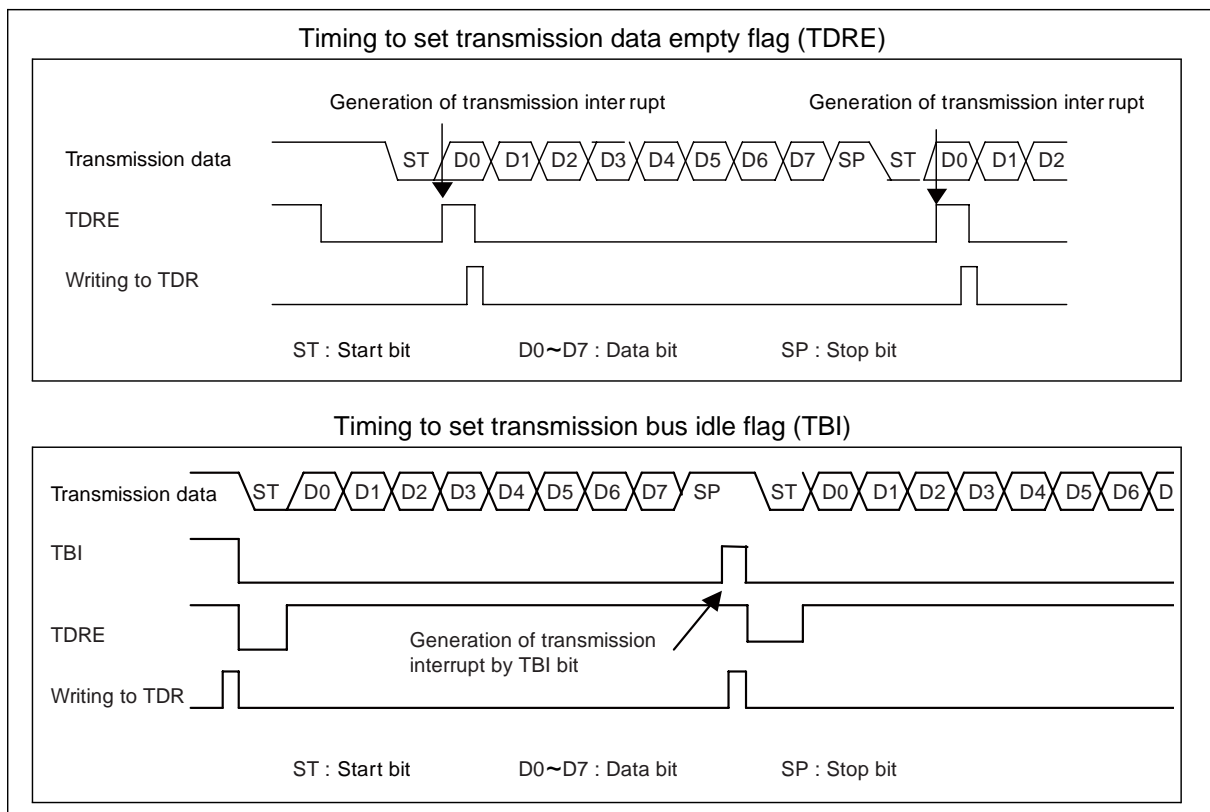 Timing to set transmission data empty flag (TDRE)
Generation of transmission inter rupt Generation of transmission inter rupt
Transmission data ST D0 D1 D2 D3 D4 D5 D6 D7 SP ST D0 D1 D2
TDRE
Writing to TDR
ST : Start bit D0~D7 : Data bit SP : Stop bit
Timing to set transmission bus idle flag (TBI)
Transmission data ST D0 D1 D2 D3 D4 D5 D6 D7 SP ST D0 D1 D2 D3 D4 D5 D6 D
TBI
TDRE
Generation of transmission
interrupt by TBI bit
Writing to TDR
ST : Start bit D0~D7 : Data bit SP : Stop bit